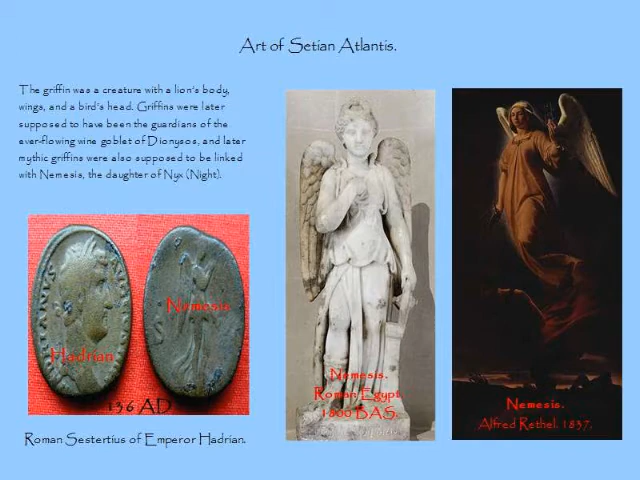 Art of Setian Atlantis.
The griffin was a creature with a lion's body,
wings, and a bird's head. Griffins were later
supposed to have been the guardians of the
ever-flowing wine goblet of Dionysos, and later
mythic griffins were also supposed to be linked
with Nemesis, the daughter of Nyx (Night).
Hadrian
Nemesis
136 AD
Roman Sestertius of Emperor Hadrian.
Nemesis.
Roman Egypt
1800 BAS.
Nemesis.
Alfred Rethel. 1837.